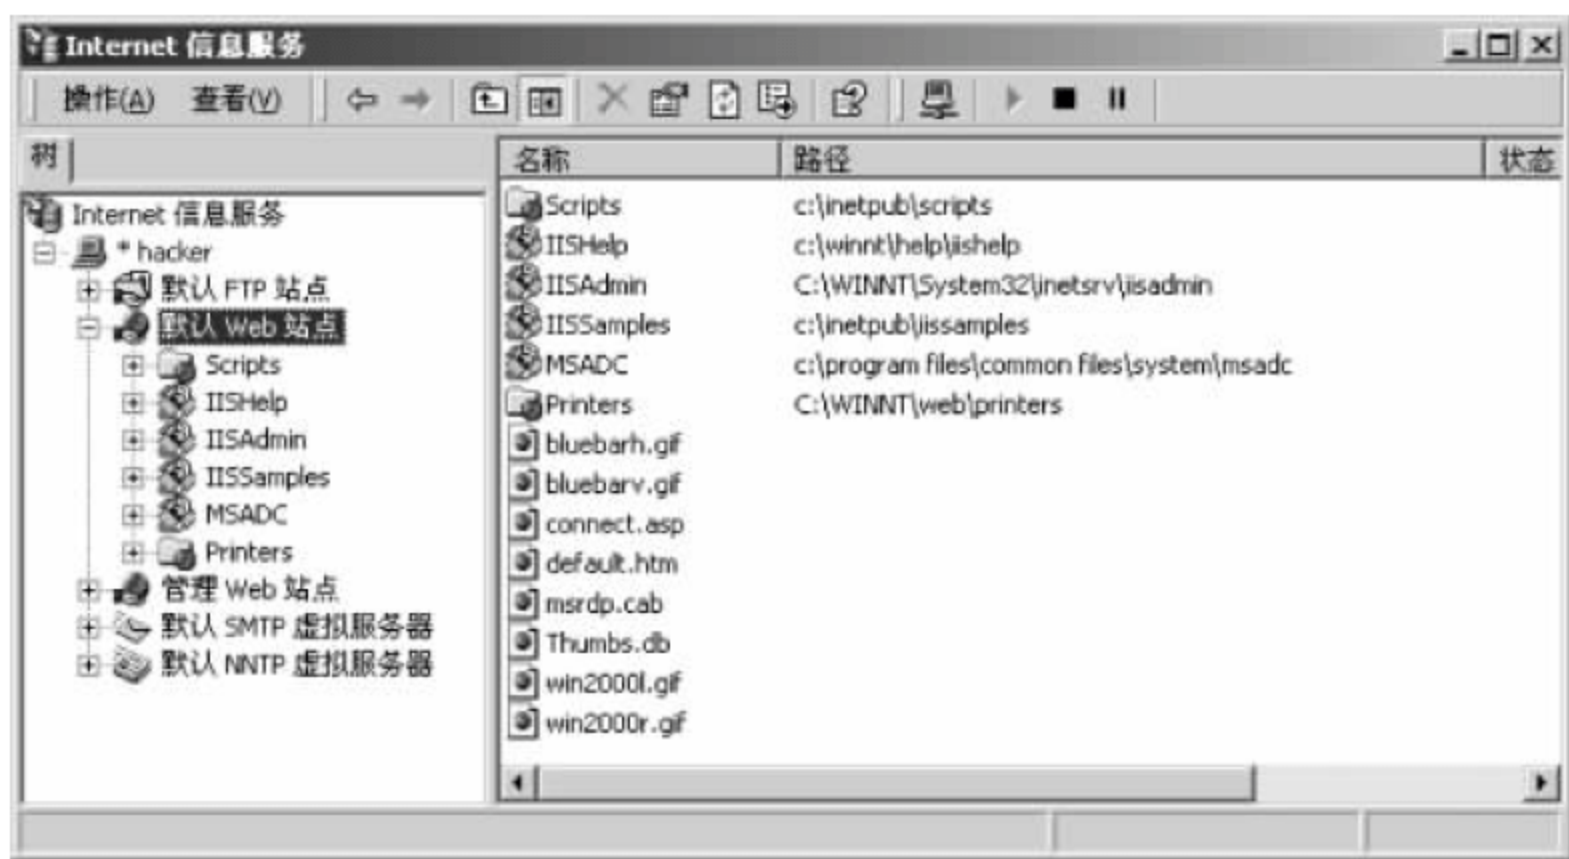 Internet 信息服务
操作(A) 查看(V)
树
Internet 信息服务
* hacker
默认 FTP 站点
默认 Web 站点
Scripts
IISHelp
IISAdmin
IISSamples
MSADC
Printers
管理 Web 站点
默认 SMTP 虚拟服务器
默认 NNTP 虚拟服务器
名称 路径 状态
Scripts c:\inetpub\scripts
IISHelp c:\winnt\help\iishelp
IISAdmin C:\WINNT\System32\inetsrv\iisadmin
IISSamples c:\inetpub\iissamples
MSADC c:\program files\common files\system\msadc
Printers C:\WINNT\web\printers
bluebarh.gif
bluebarv.gif
connect.asp
default.htm
msrdp.cab
Thumbs.db
win2000l.gif
win2000r.gif